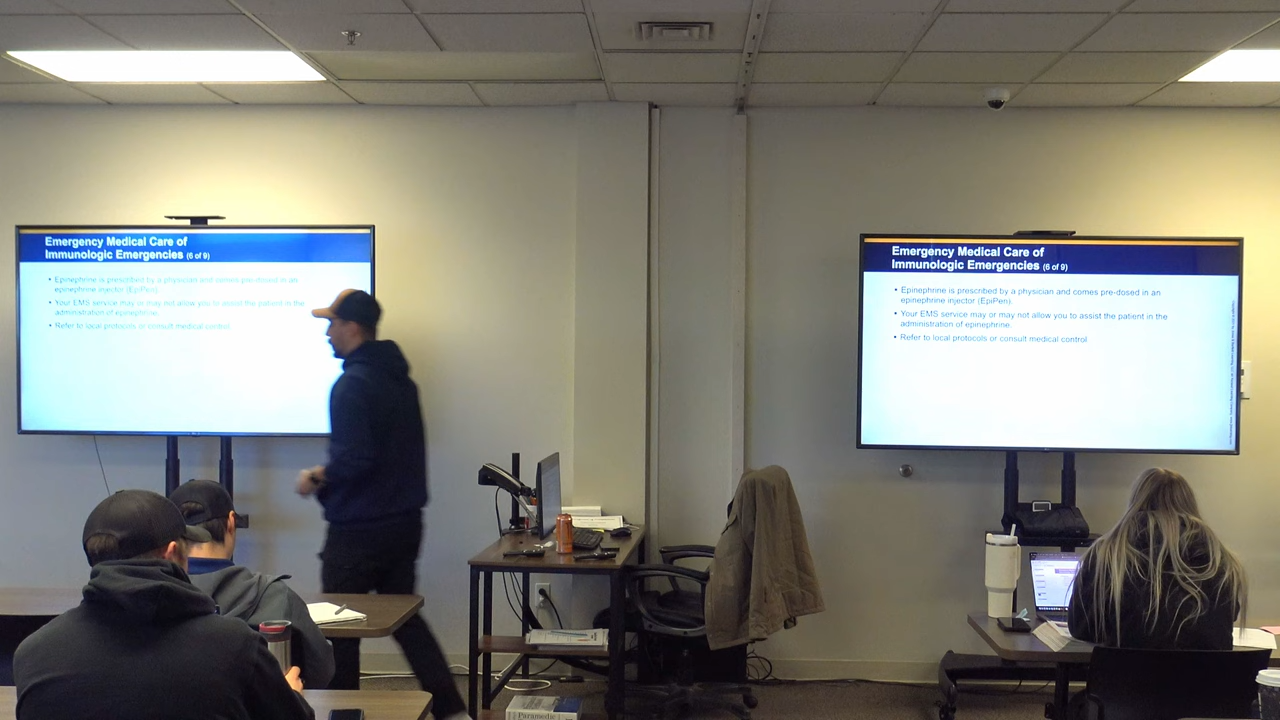 Emergency Medical Care of
Immunologic Emergencies (6 of 9)
• Epinephrine is prescribed by a physician and comes pre-dosed in an
epinephrine injector (EpiPen).
• Your EMS service may or may not allow you to assist the patient in the
administration of epinephrine.
• Refer to local protocols or consult medical control
Emergency Medical Care of
Immunologic Emergencies (6 of 9)
• Epinephrine is prescribed by a physician and comes pre-dosed in an
epinephrine injector (EpiPen).
• Your EMS service may or may not allow you to assist the patient in the
administration of epinephrine.
• Refer to local protocols or consult medical control
Paramedic